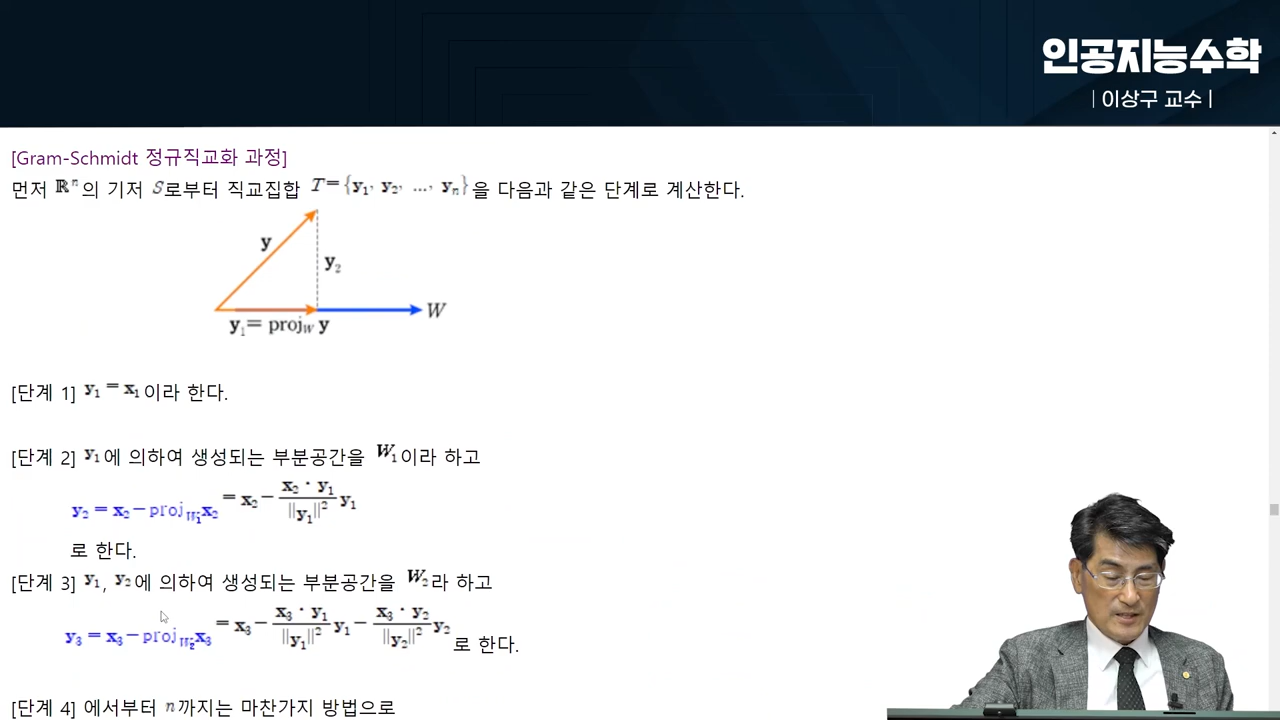 인공지능수학
| 이상구 교수 |
[Gram-Schmidt 정규직교화 과정]
먼저 ℝⁿ의 기저 S로부터 직교집합 T={y₁, y₂, ..., yₙ}을 다음과 같은 단계로 계산한다.
y
y₂
W
y₁= proj_W y
[단계 1] y₁ = x₁이라 한다.
[단계 2] y₁에 의하여 생성되는 부분공간을 W₁이라 하고
y₂ = x₂ − proj_W₁ x₂ = x₂ − (x₂ · y₁)/||y₁||² y₁
로 한다.
[단계 3] y₁, y₂에 의하여 생성되는 부분공간을 W₂라 하고
y₃ = x₃ − proj_W₂ x₃ = x₃ − (x₃ · y₁)/||y₁||² y₁ − (x₃ · y₂)/||y₂||² y₂ 로 한다.
[단계 4] 에서부터 n까지는 마찬가지 방법으로